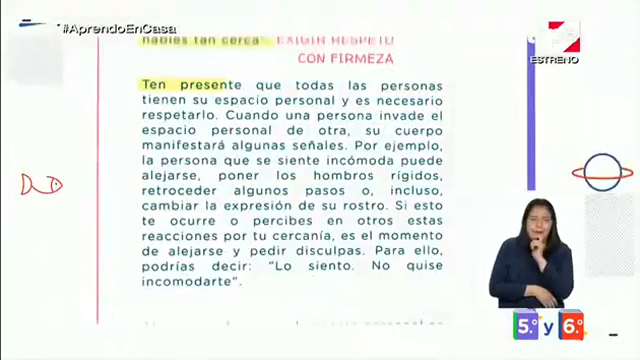 #AprendoEnCasa
hables tan cerca". EXIGIR RESPETO
CON FIRMEZA
ESTRENO
Ten presente que todas las personas
tienen su espacio personal y es necesario
respetarlo. Cuando una persona invade el
espacio personal de otra, su cuerpo
manifestará algunas señales. Por ejemplo,
la persona que se siente incómoda puede
alejarse, poner los hombros rígidos,
retroceder algunos pasos o, incluso,
cambiar la expresión de su rostro. Si esto
te ocurre o percibes en otros estas
reacciones por tu cercanía, es el momento
de alejarse y pedir disculpas. Para ello,
podrías decir: "Lo siento. No quise
incomodarte".
5.° y 6.°